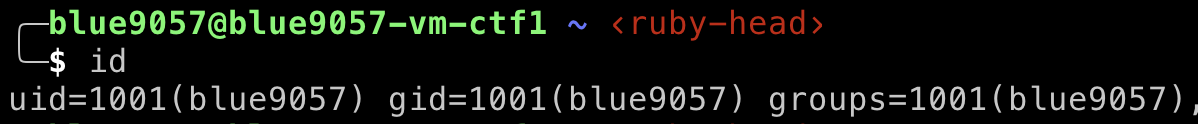 blue9057@blue9057-vm-ctf1 ~ <ruby-head>
$ id
uid=1001(blue9057) gid=1001(blue9057) groups=1001(blue9057),